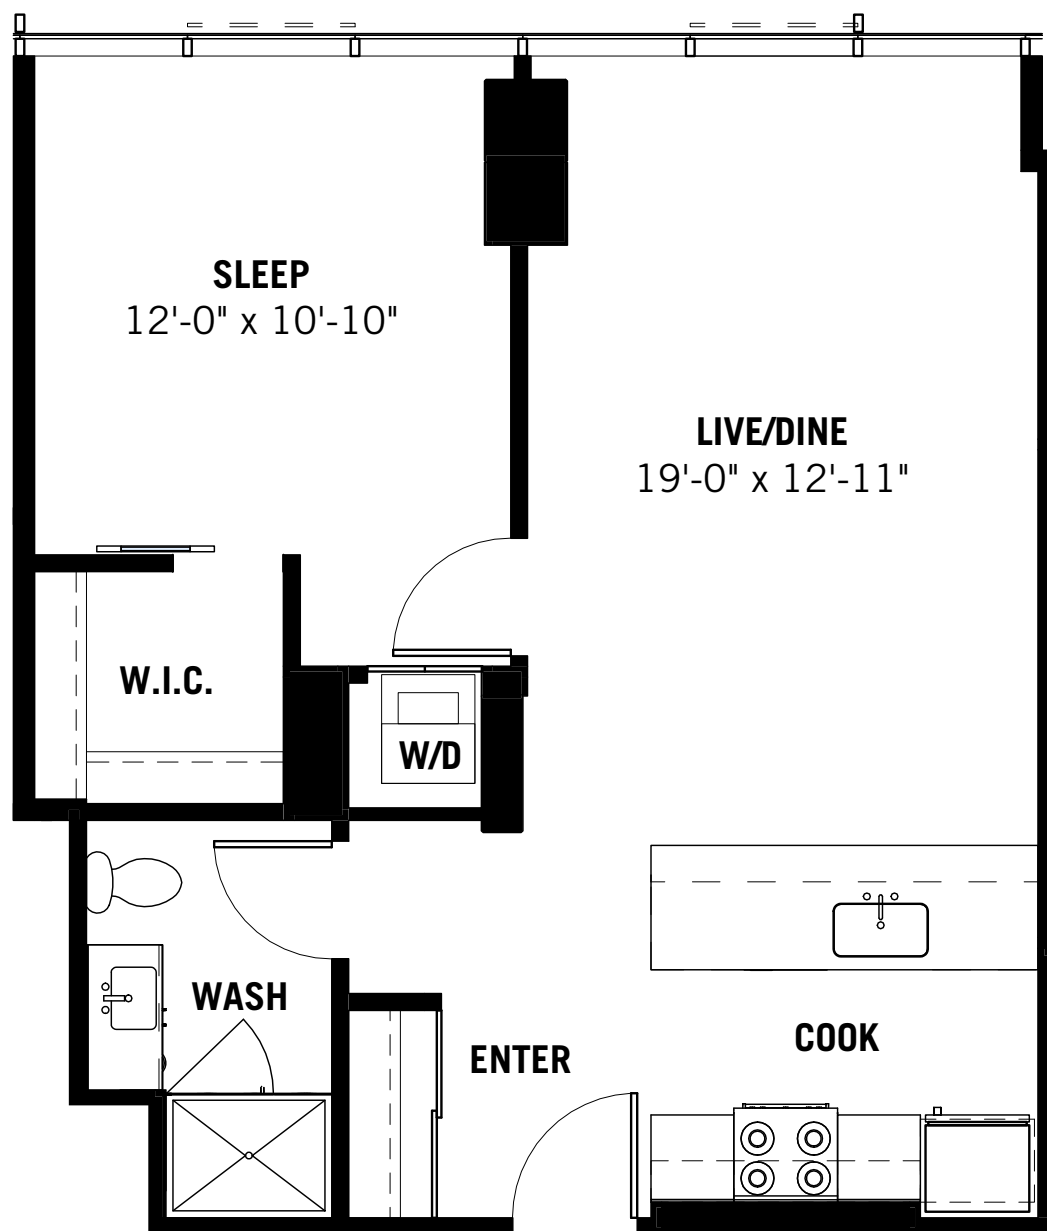 SLEEP
12'-0" x 10'-10"
LIVE/DINE
19'-0" x 12'-11"
W.I.C.
W/D
WASH
ENTER
COOK